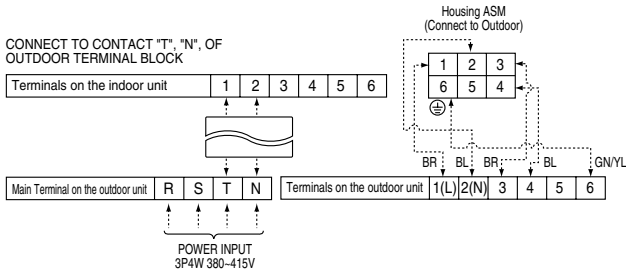 Housing ASM
(Connect to Outdoor)
CONNECT TO CONTACT "T", "N", OF
OUTDOOR TERMINAL BLOCK
1 2 3
6 5 4
Terminals on the indoor unit 1 2 3 4 5 6
BR BL BR BL GN/YL
Main Terminal on the outdoor unit R S T N
Terminals on the outdoor unit 1(L) 2(N) 3 4 5 6
POWER INPUT
3P4W 380~415V